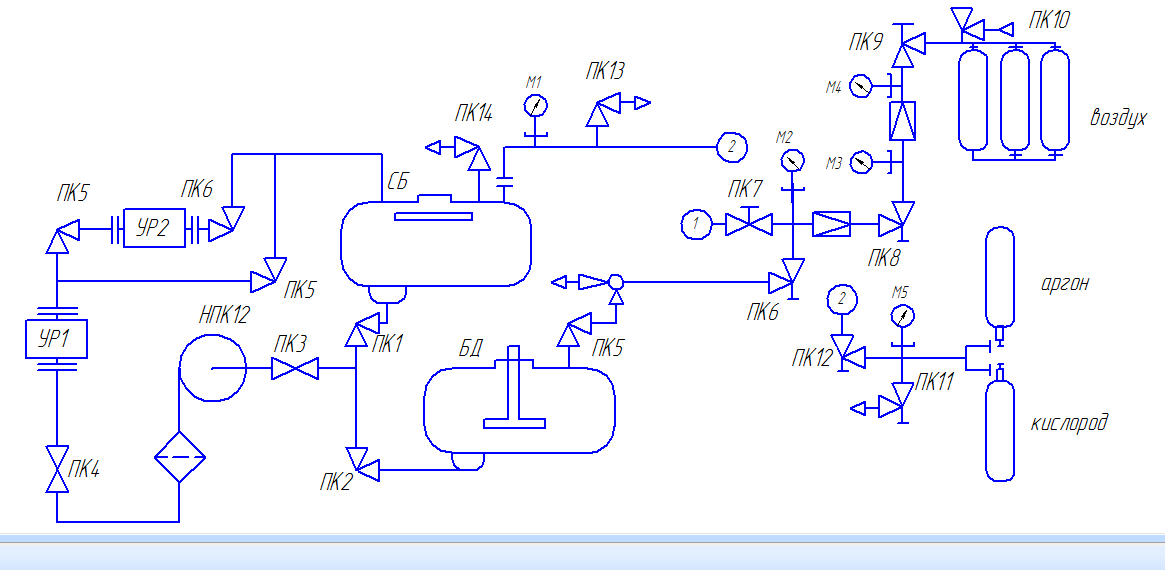 ПК10
ПК9
ПК13
М1
М4
ПК14
воздух
М2
2
М3
СБ
ПК5
ПК6
ПК7
УР2
1
ПК8
ПК5
аргон
2
М5
НПК12
ПК6
УР1
ПК3
ПК1
БД
ПК5
ПК12
ПК11
кислород
ПК4
ПК2